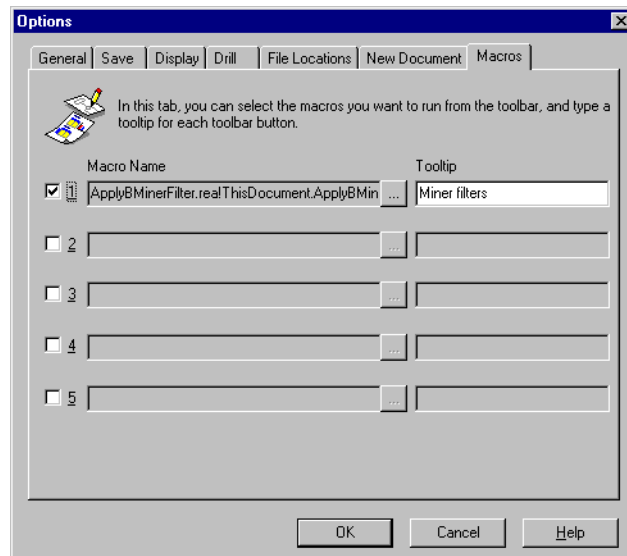 Options
General Save Display Drill File Locations New Document Macros
In this tab, you can select the macros you want to run from the toolbar, and type a
tooltip for each toolbar button.
Macro Name Tooltip
1 ApplyBMinerFilter.rea!ThisDocument.ApplyBMin ... Miner filters
2 ...
3 ...
4 ...
5 ...
OK Cancel Help